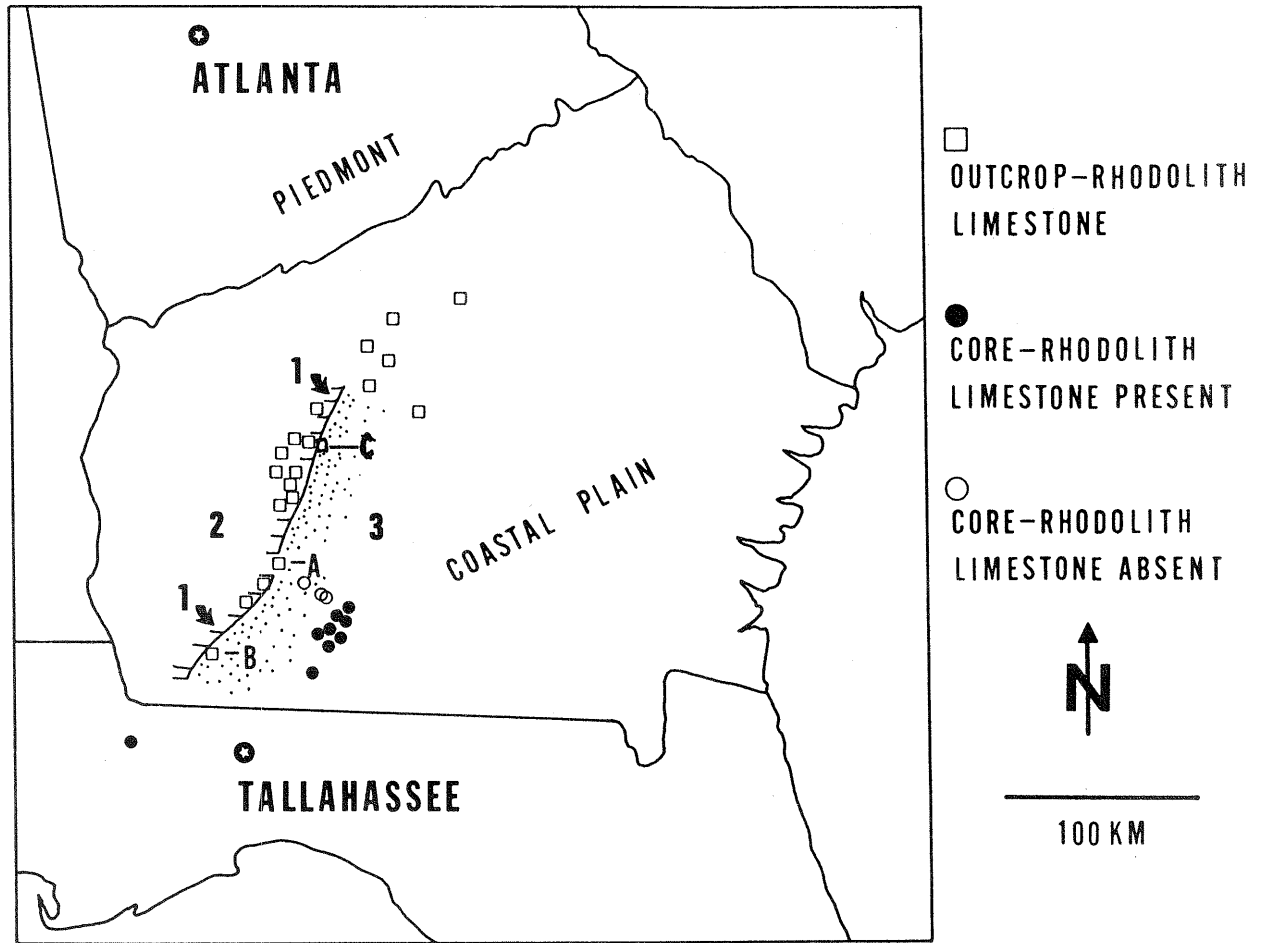 ATLANTA
PIEDMONT
1
C
2
3
COASTAL PLAIN
A
1
B
TALLAHASSEE
OUTCROP–RHODOLITH
LIMESTONE
CORE–RHODOLITH
LIMESTONE PRESENT
CORE–RHODOLITH
LIMESTONE ABSENT
N
100 KM